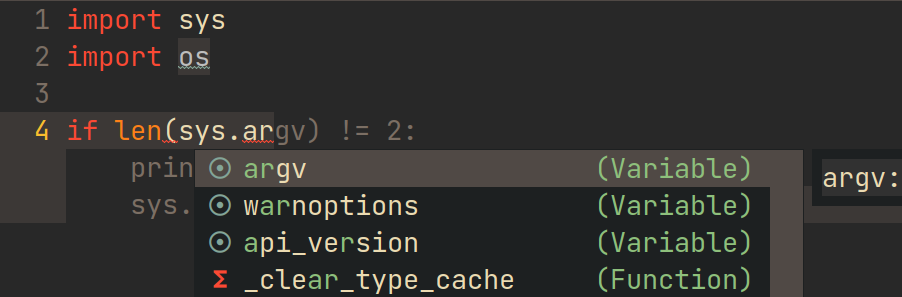 1 import sys
2 import os
3
4 if len(sys.argv) != 2:
prin
argv (Variable) argv:
sys.
warnoptions (Variable)
api_version (Variable)
_clear_type_cache (Function)